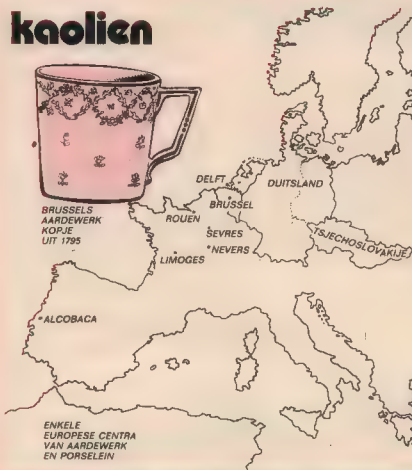 kaolien
BRUSSELS
AARDEWERK
KOPJE
UIT 1795
DELFT
DUITSLAND
BRUSSEL
ROUEN
SEVRES
TSJECHOSLOVAKIJE
NEVERS
LIMOGES
ALCOBACA
ENKELE
EUROPESE CENTRA
VAN AARDEWERK
EN PORSELEIN